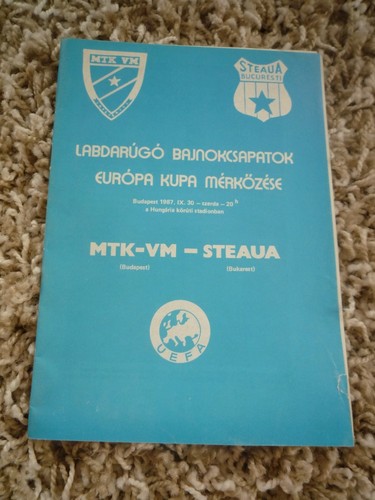 MTK VM
STEAUA
BUCURESTI
LABDARÚGÓ BAJNOKCSAPATOK
EURÓPA KUPA MÉRKŐZÉSE
Budapest 1987. IX. 30 – szerda – 20 h
a Hungária körúti stadionban
MTK-VM – STEAUA
(Budapest) (Bukarest)
UEFA